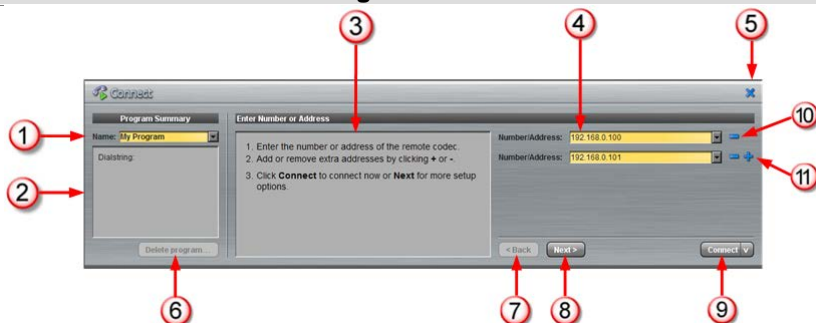 3
4
5
Connect
Program Summary
Enter Number or Address
1
Name: My Program
Number/Address: 192.168.0.100
10
1. Enter the number or address of the remote codec.
2. Add or remove extra addresses by clicking + or -.
3. Click Connect to connect now or Next for more setup
options.
Dialstring:
Number/Address: 192.168.0.101
11
2
Delete program...
< Back
Next >
Connect v
6
7
8
9